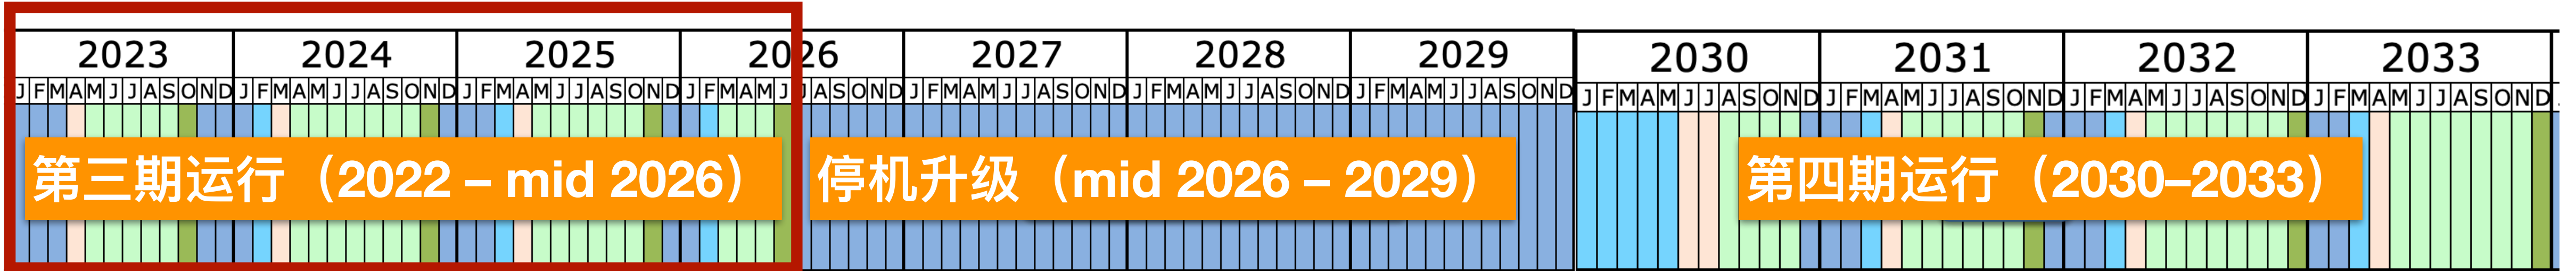 2023 2024 2025 2026 2027 2028 2029 2030 2031 2032 2033
J F M A M J J A S O N D J F M A M J J A S O N D J F M A M J J A S O N D J F M A M J J A S O N D J F M A M J J A S O N D J F M A M J J A S O N D J F M A M J J A S O N D J F M A M J J A S O N D J F M A M J J A S O N D J F M A M J J A S O N D J F M A M J J A S O N D
第三期运行（2022 – mid 2026） 停机升级（mid 2026 – 2029） 第四期运行（2030–2033）